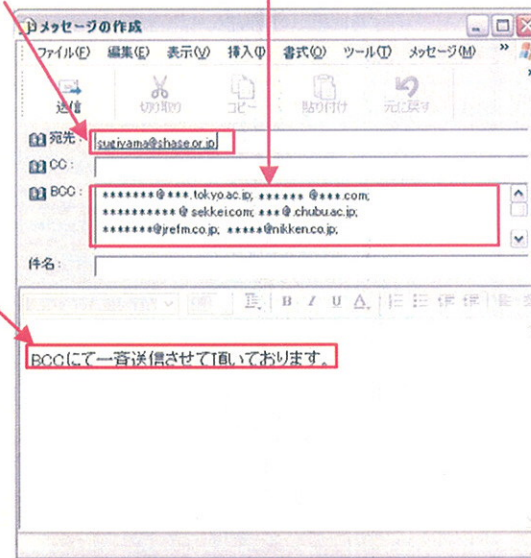 メッセージの作成
ファイル(F) 編集(E) 表示(V) 挿入(I) 書式(O) ツール(T) メッセージ(M) »
送信 切り取り コピー 貼り付け 元に戻す
宛先: sugiyama@shase.or.jp
CC:
BCC: *******@***.tokyo.ac.jp; ****** @***.com;
********** @ sekkei.com; ***@.chubu.ac.jp;
*******@jrefm.co.jp; *****@nikken.co.jp;
件名:
B I U A
BCCにて一斉送信させて頂いております。